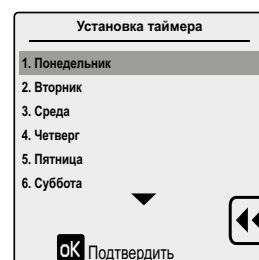 Установка таймера
1. Понедельник
2. Вторник
3. Среда
4. Четверг
5. Пятница
6. Суббота
oK Подтвердить